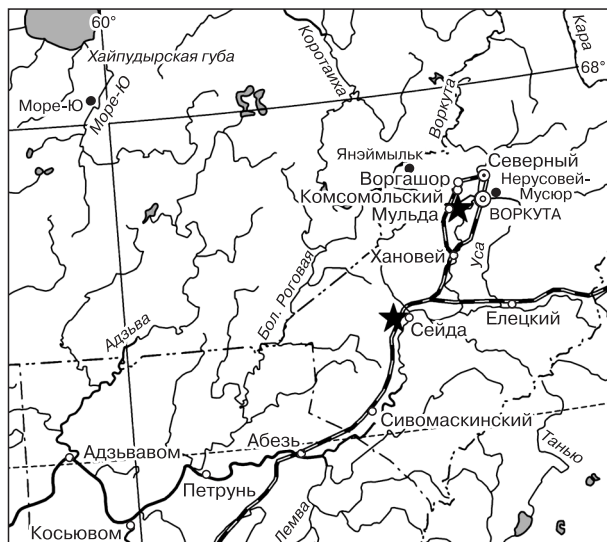 60°
Хайпудырская губа
Коротаиха
Кара
68°
Море-Ю
Море-Ю
Воркута
Янэймыльк
Северный
Воргашор
Нерусовей-
Мусюр
Комсомольский
Мульда
ВОРКУТА
Хановей
Уса
Бол. Роговая
Адзьва
Сейда
Елецкий
Сивомаскинский
Абезь
Адзьвавом
Танью
Петрунь
Лемва
Косьювом